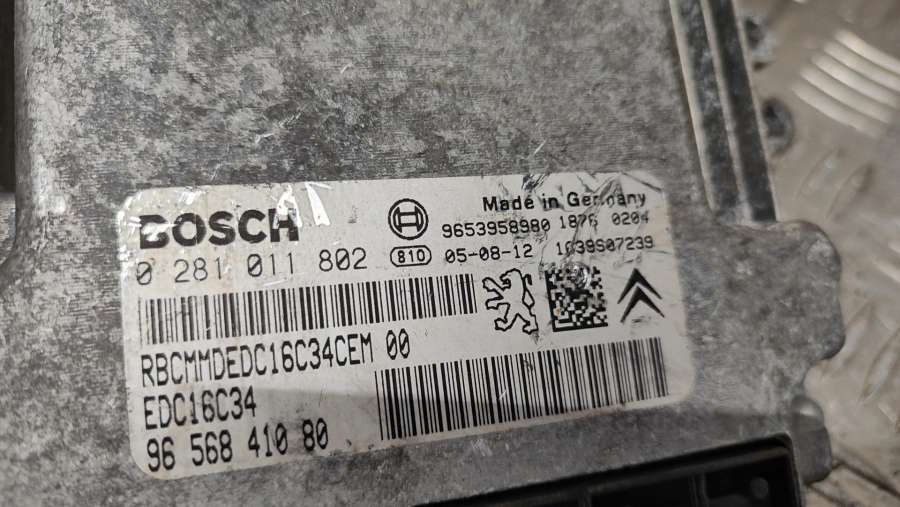 BOSCH
Made in Germany
9653958980 1876 0204
0 281 011 802
810 05-08-12 1039S07239
RBCMMDEDC16C34CEM 00
EDC16C34
96 568 410 80